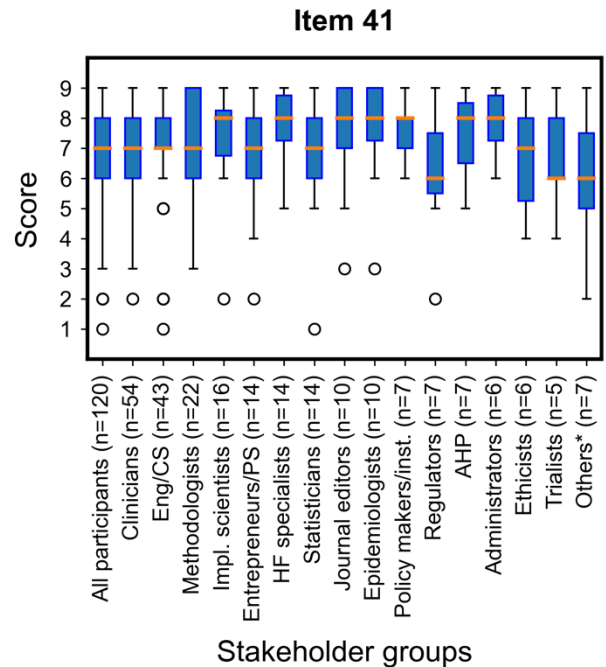 Item 41
Score
9
8
7
6
5
4
3
2
1
All participants (n=120)
Clinicians (n=54)
Eng/CS (n=43)
Methodologists (n=22)
Impl. scientists (n=16)
Entrepreneurs/PS (n=14)
HF specialists (n=14)
Statisticians (n=14)
Journal editors (n=10)
Epidemiologists (n=10)
Policy makers/inst. (n=7)
Regulators (n=7)
AHP (n=7)
Administrators (n=6)
Ethicists (n=6)
Trialists (n=5)
Others* (n=7)
Stakeholder groups